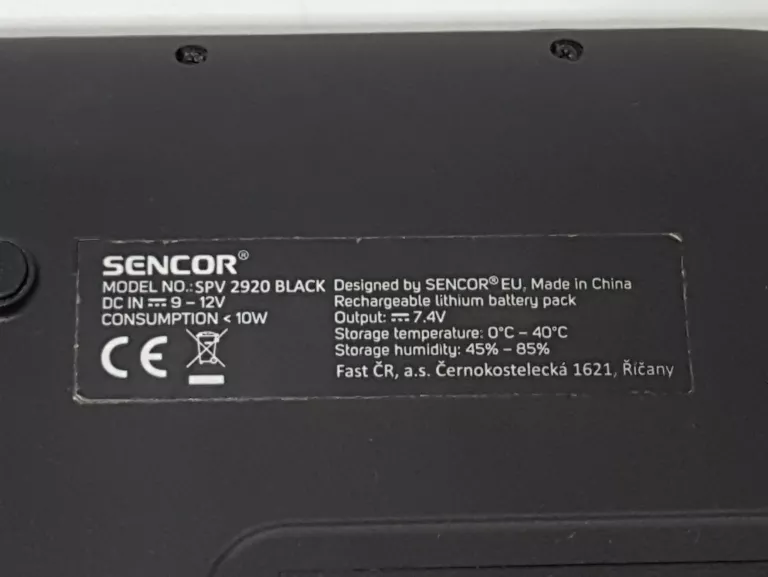 SENCOR®
MODEL NO.: SPV 2920 BLACK
DC IN ⎓ 9 – 12V
CONSUMPTION < 10W
CE
Designed by SENCOR® EU, Made in China
Rechargeable lithium battery pack
Output: ⎓ 7.4V
Storage temperature: 0°C – 40°C
Storage humidity: 45% – 85%
Fast ČR, a.s. Černokostelecká 1621, Říčany